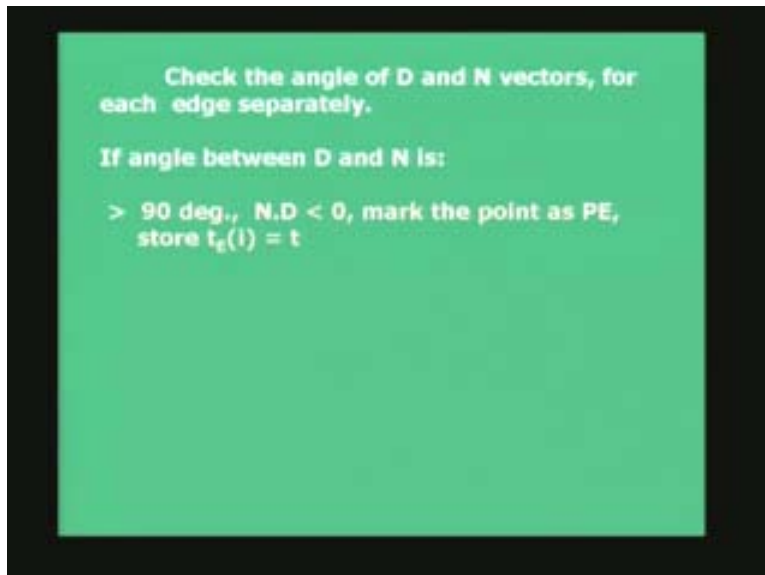 Check the angle of D and N vectors, for
each edge separately.
If angle between D and N is:
> 90 deg., N.D < 0, mark the point as PE,
store tE(i) = t